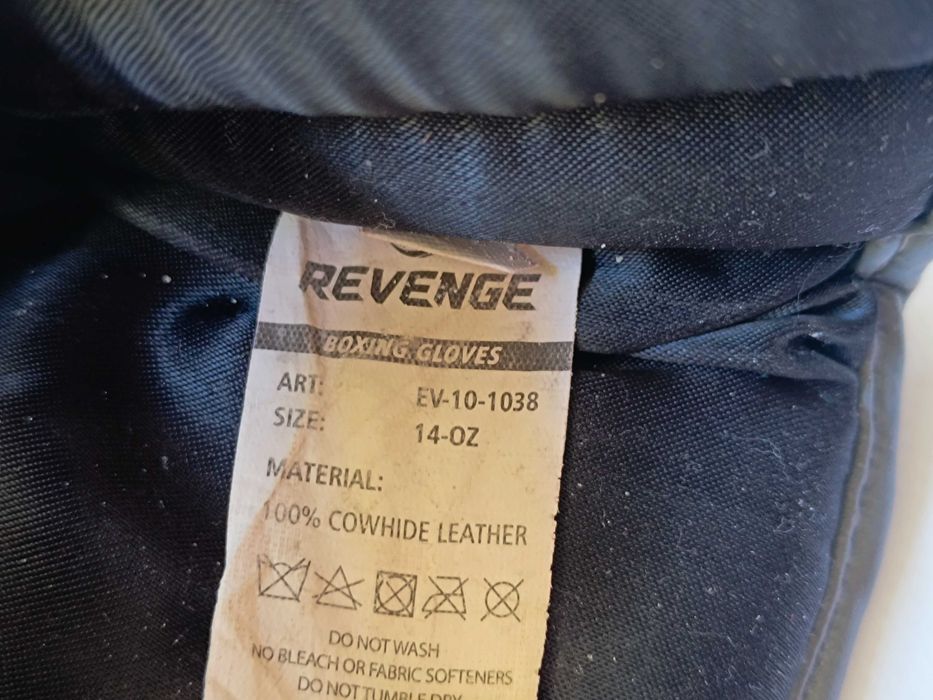 REVENGE
BOXING GLOVES
ART: EV-10-1038
SIZE: 14-OZ
MATERIAL:
100% COWHIDE LEATHER
DO NOT WASH
NO BLEACH OR FABRIC SOFTENERS
DO NOT TUMBLE DRY